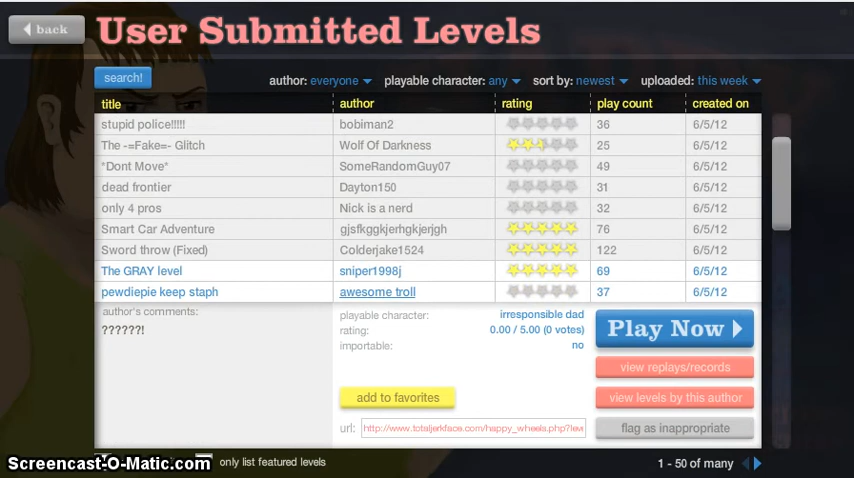 back
User Submitted Levels
search!
author: everyone playable character: any sort by: newest uploaded: this week
title author rating play count created on
stupid police!!!!! bobiman2 36 6/5/12
The -=Fake=- Glitch Wolf Of Darkness 25 6/5/12
*Dont Move* SomeRandomGuy07 49 6/5/12
dead frontier Dayton150 31 6/5/12
only 4 pros Nick is a nerd 32 6/5/12
Smart Car Adventure gjsfkggkjerhgkjerjgh 76 6/5/12
Sword throw (Fixed) Colderjake1524 122 6/5/12
The GRAY level sniper1998j 69 6/5/12
pewdiepie keep staph awesome troll 37 6/5/12
author's comments:
??????!
playable character: irresponsible dad
rating: 0.00 / 5.00 (0 votes)
importable: no
Play Now
view replays/records
add to favorites
view levels by this author
url: http://www.totaljerkface.com/happy_wheels.php?leve
flag as inappropriate
only list featured levels
1 - 50 of many
Screencast-O-Matic.com